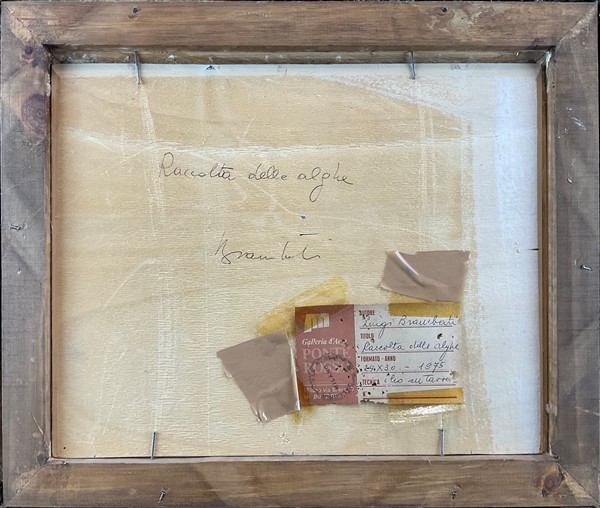 Raccolta delle alghe
Brambati
Galleria d'Ar
PONTE
ROSSO
AUTORE
Luigi Brambati
TITOLO
Raccolta delle alghe
FORMATO - ANNO
24x30 - 1975
TECNICA olio su Tavola